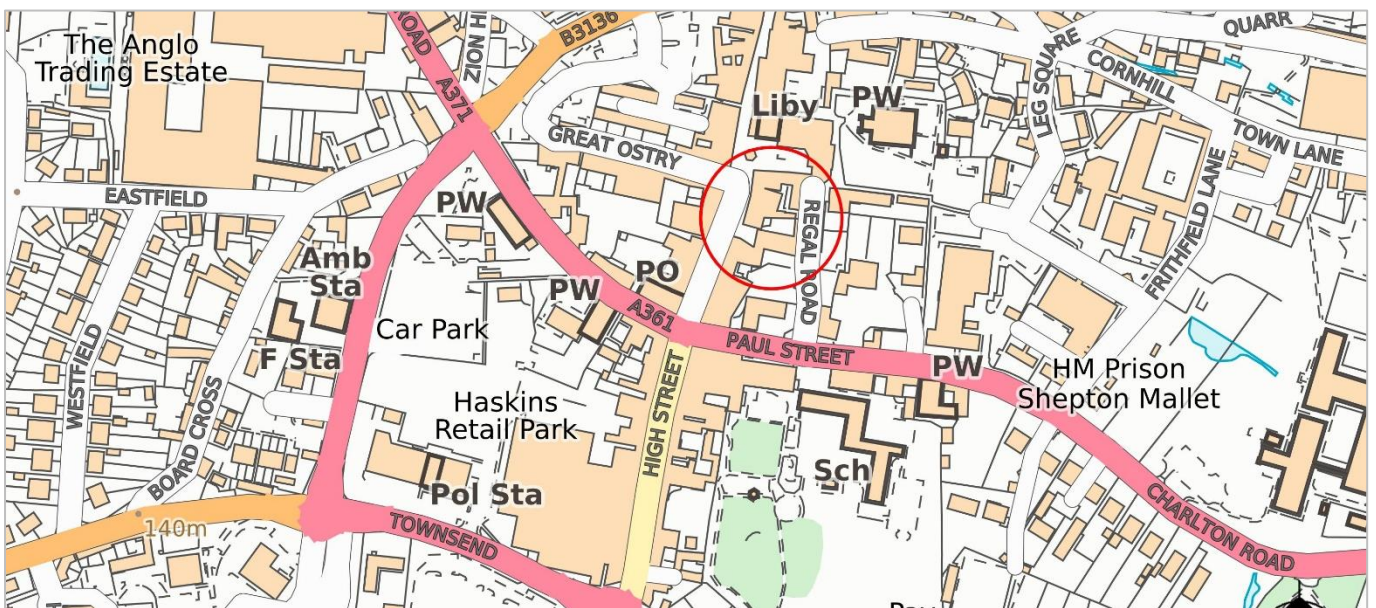 The Anglo
Trading Estate
ROAD
A371
ZION H
B3136
QUARR
LEG SQUARE
CORNHILL
TOWN LANE
Liby
PW
GREAT OSTRY
EASTFIELD
PW
REGAL ROAD
FRITHFIELD LANE
Amb
Sta
PO
PW
A361
Car Park
F Sta
PAUL STREET
PW
HM Prison
Shepton Mallet
WESTFIELD
BOARD CROSS
Haskins
Retail Park
HIGH STREET
Sch
Pol Sta
140m
TOWNSEND
CHARLTON ROAD